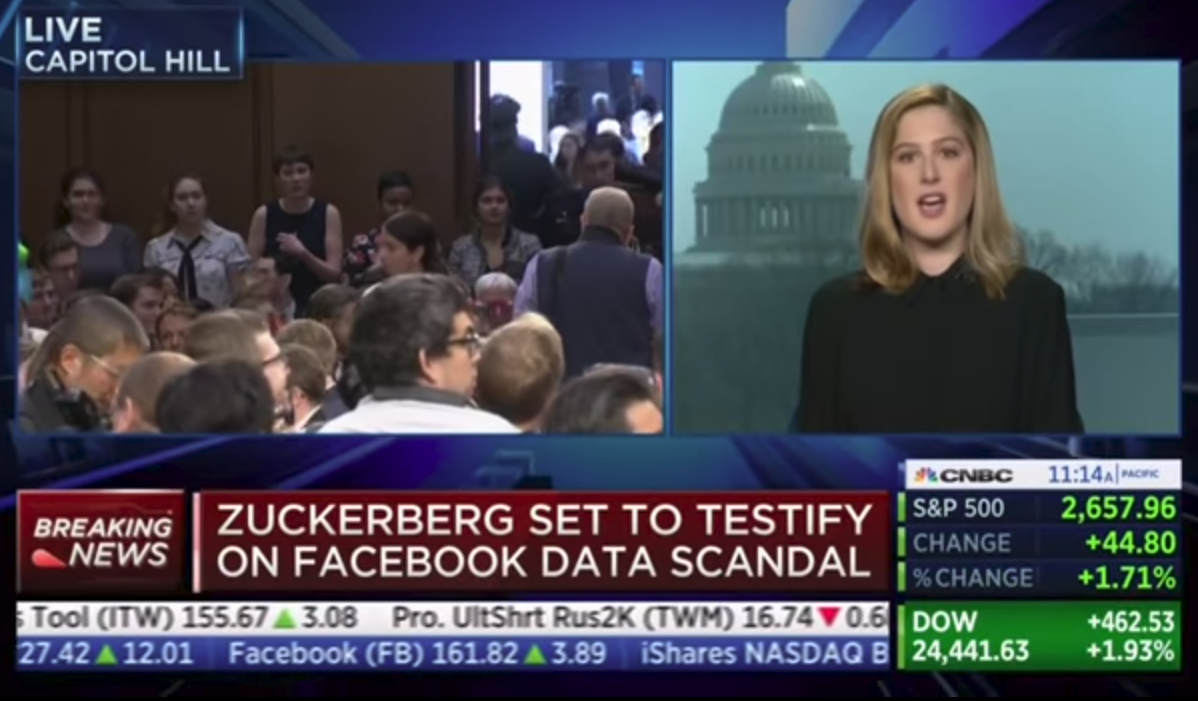 LIVE
CAPITOL HILL
BREAKING
NEWS
ZUCKERBERG SET TO TESTIFY
ON FACEBOOK DATA SCANDAL
CNBC 11:14A PACIFIC
S&P 500 2,657.96
CHANGE +44.80
% CHANGE +1.71%
DOW +462.53
24,441.63 +1.93%
Tool (ITW) 155.67 ▲ 3.08 Pro. UltShrt Rus2K (TWM) 16.74 ▼
27.42 ▲ 12.01 Facebook (FB) 161.82 ▲ 3.89 iShares NASDAQ B